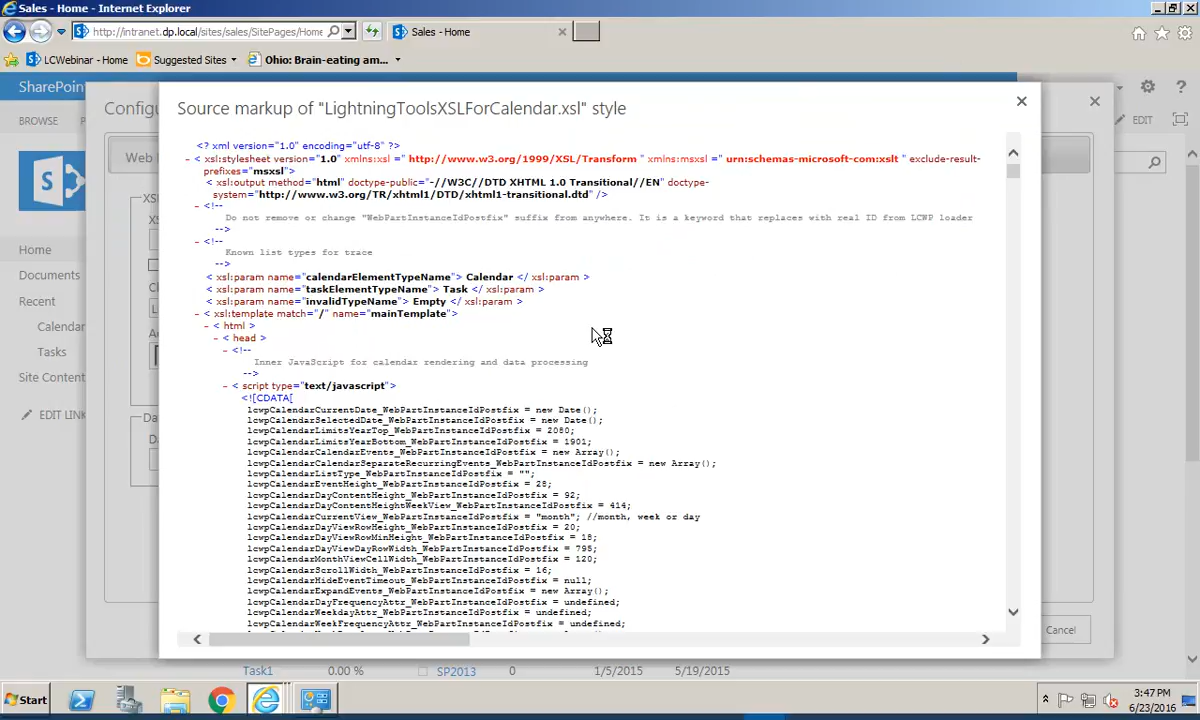 Sales - Home - Internet Explorer
http://intranet.dp.local/sites/sales/SitePages/Home
Sales - Home
LCWebinar - Home
Suggested Sites
Ohio: Brain-eating am...
SharePoin
BROWSE
P
EDIT
Config
Web
Source markup of "LightningToolsXSLForCalendar.xsl" style
<? xml version="1.0" encoding="utf-8" ?>
- < xsl:stylesheet version="1.0" xmlns:xsl =" http://www.w3.org/1999/XSL/Transform " xmlns:msxsl =" urn:schemas-microsoft-com:xslt " exclude-result-
prefixes="msxsl">
< xsl:output method="html" doctype-public="-//W3C//DTD XHTML 1.0 Transitional//EN" doctype-
system="http://www.w3.org/TR/xhtml1/DTD/xhtml1-transitional.dtd" />
- <!--
Do not remove or change "WebPartInstanceIdPostfix" suffix from anywhere. It is a keyword that replaces with real ID from LCWP loader
-->
- <!--
Known list types for trace
-->
< xsl:param name="calendarElementTypeName"> Calendar </ xsl:param >
< xsl:param name="taskElementTypeName"> Task </ xsl:param >
< xsl:param name="invalidTypeName"> Empty </ xsl:param >
- < xsl:template match="/" name="mainTemplate">
- < html >
- < head >
- <!--
Inner JavaScript for calendar rendering and data processing
-->
- < script type="text/javascript">
<![CDATA[
lcwpCalendarCurrentDate_WebPartInstanceIdPostfix = new Date();
lcwpCalendarSelectedDate_WebPartInstanceIdPostfix = new Date();
lcwpCalendarLimitsYearTop_WebPartInstanceIdPostfix = 2080;
lcwpCalendarLimitsYearBottom_WebPartInstanceIdPostfix = 1901;
lcwpCalendarCalendarEvents_WebPartInstanceIdPostfix = new Array();
lcwpCalendarCalendarSeparateRecurringEvents_WebPartInstanceIdPostfix = new Array();
lcwpCalendarListType_WebPartInstanceIdPostfix = "";
lcwpCalendarEventHeight_WebPartInstanceIdPostfix = 28;
lcwpCalendarDayContentHeight_WebPartInstanceIdPostfix = 92;
lcwpCalendarDayContentHeightWeekView_WebPartInstanceIdPostfix = 414;
lcwpCalendarCurrentView_WebPartInstanceIdPostfix = "month"; //month, week or day
lcwpCalendarDayViewRowHeight_WebPartInstanceIdPostfix = 20;
lcwpCalendarDayViewRowMinHeight_WebPartInstanceIdPostfix = 18;
lcwpCalendarDayViewDayRowWidth_WebPartInstanceIdPostfix = 795;
lcwpCalendarMonthViewCellWidth_WebPartInstanceIdPostfix = 120;
lcwpCalendarScrollWidth_WebPartInstanceIdPostfix = 16;
lcwpCalendarHideEventTimeout_WebPartInstanceIdPostfix = null;
lcwpCalendarExpandEvents_WebPartInstanceIdPostfix = new Array();
lcwpCalendarDayFrequencyAttr_WebPartInstanceIdPostfix = undefined;
lcwpCalendarWeekdayAttr_WebPartInstanceIdPostfix = undefined;
lcwpCalendarWeekFrequencyAttr_WebPartInstanceIdPostfix = undefined;
Home
Documents
Recent
Calendar
Tasks
Site Content
EDIT LINK
XS
Da
Cancel
Task1 0.00 % SP2013 0 1/5/2015 5/19/2015
Start
3:47 PM
6/23/2016